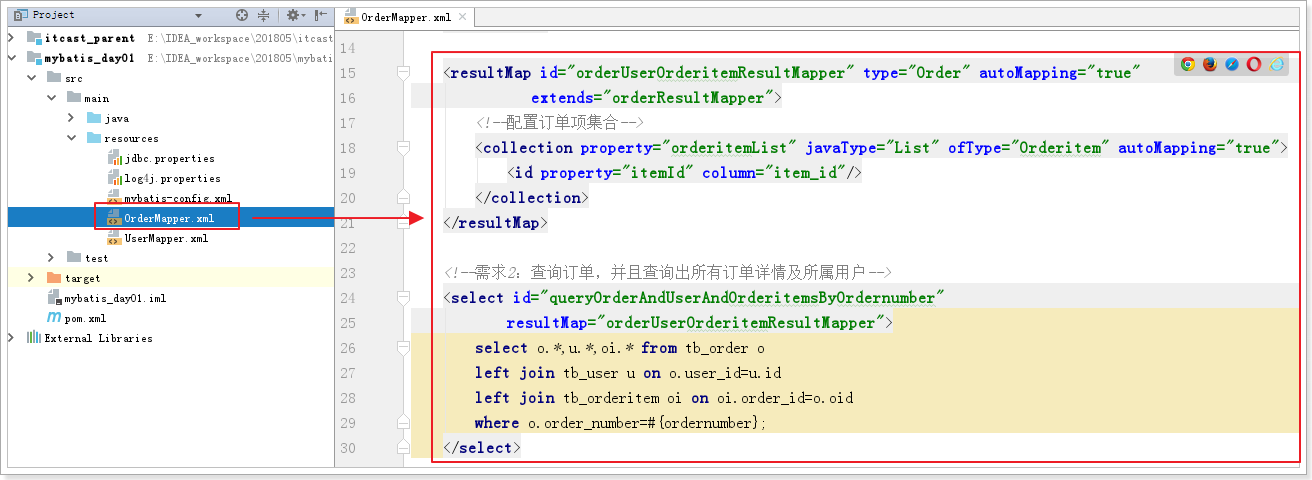 Project
OrderMapper.xml
itcast_parent E:\IDEA_workspace\201805\itcast
mybatis_day01 E:\IDEA_workspace\201805\mybati
src
main
java
resources
jdbc.properties
log4j.properties
mybatis-config.xml
OrderMapper.xml
UserMapper.xml
test
target
mybatis_day01.iml
pom.xml
External Libraries
14
15 <resultMap id="orderUserOrderitemResultMapper" type="Order" autoMapping="true"
16 extends="orderResultMapper">
17 <!--配置订单项集合-->
18 <collection property="orderitemList" javaType="List" ofType="Orderitem" autoMapping="true">
19 <id property="itemId" column="item_id"/>
20 </collection>
21 </resultMap>
22
23 <!--需求2：查询订单，并且查询出所有订单详情及所属用户-->
24 <select id="queryOrderAndUserAndOrderitemsByOrdernumber"
25 resultMap="orderUserOrderitemResultMapper">
26 select o.*,u.*,oi.* from tb_order o
27 left join tb_user u on o.user_id=u.id
28 left join tb_orderitem oi on oi.order_id=o.oid
29 where o.order_number=#{ordernumber};
30 </select>